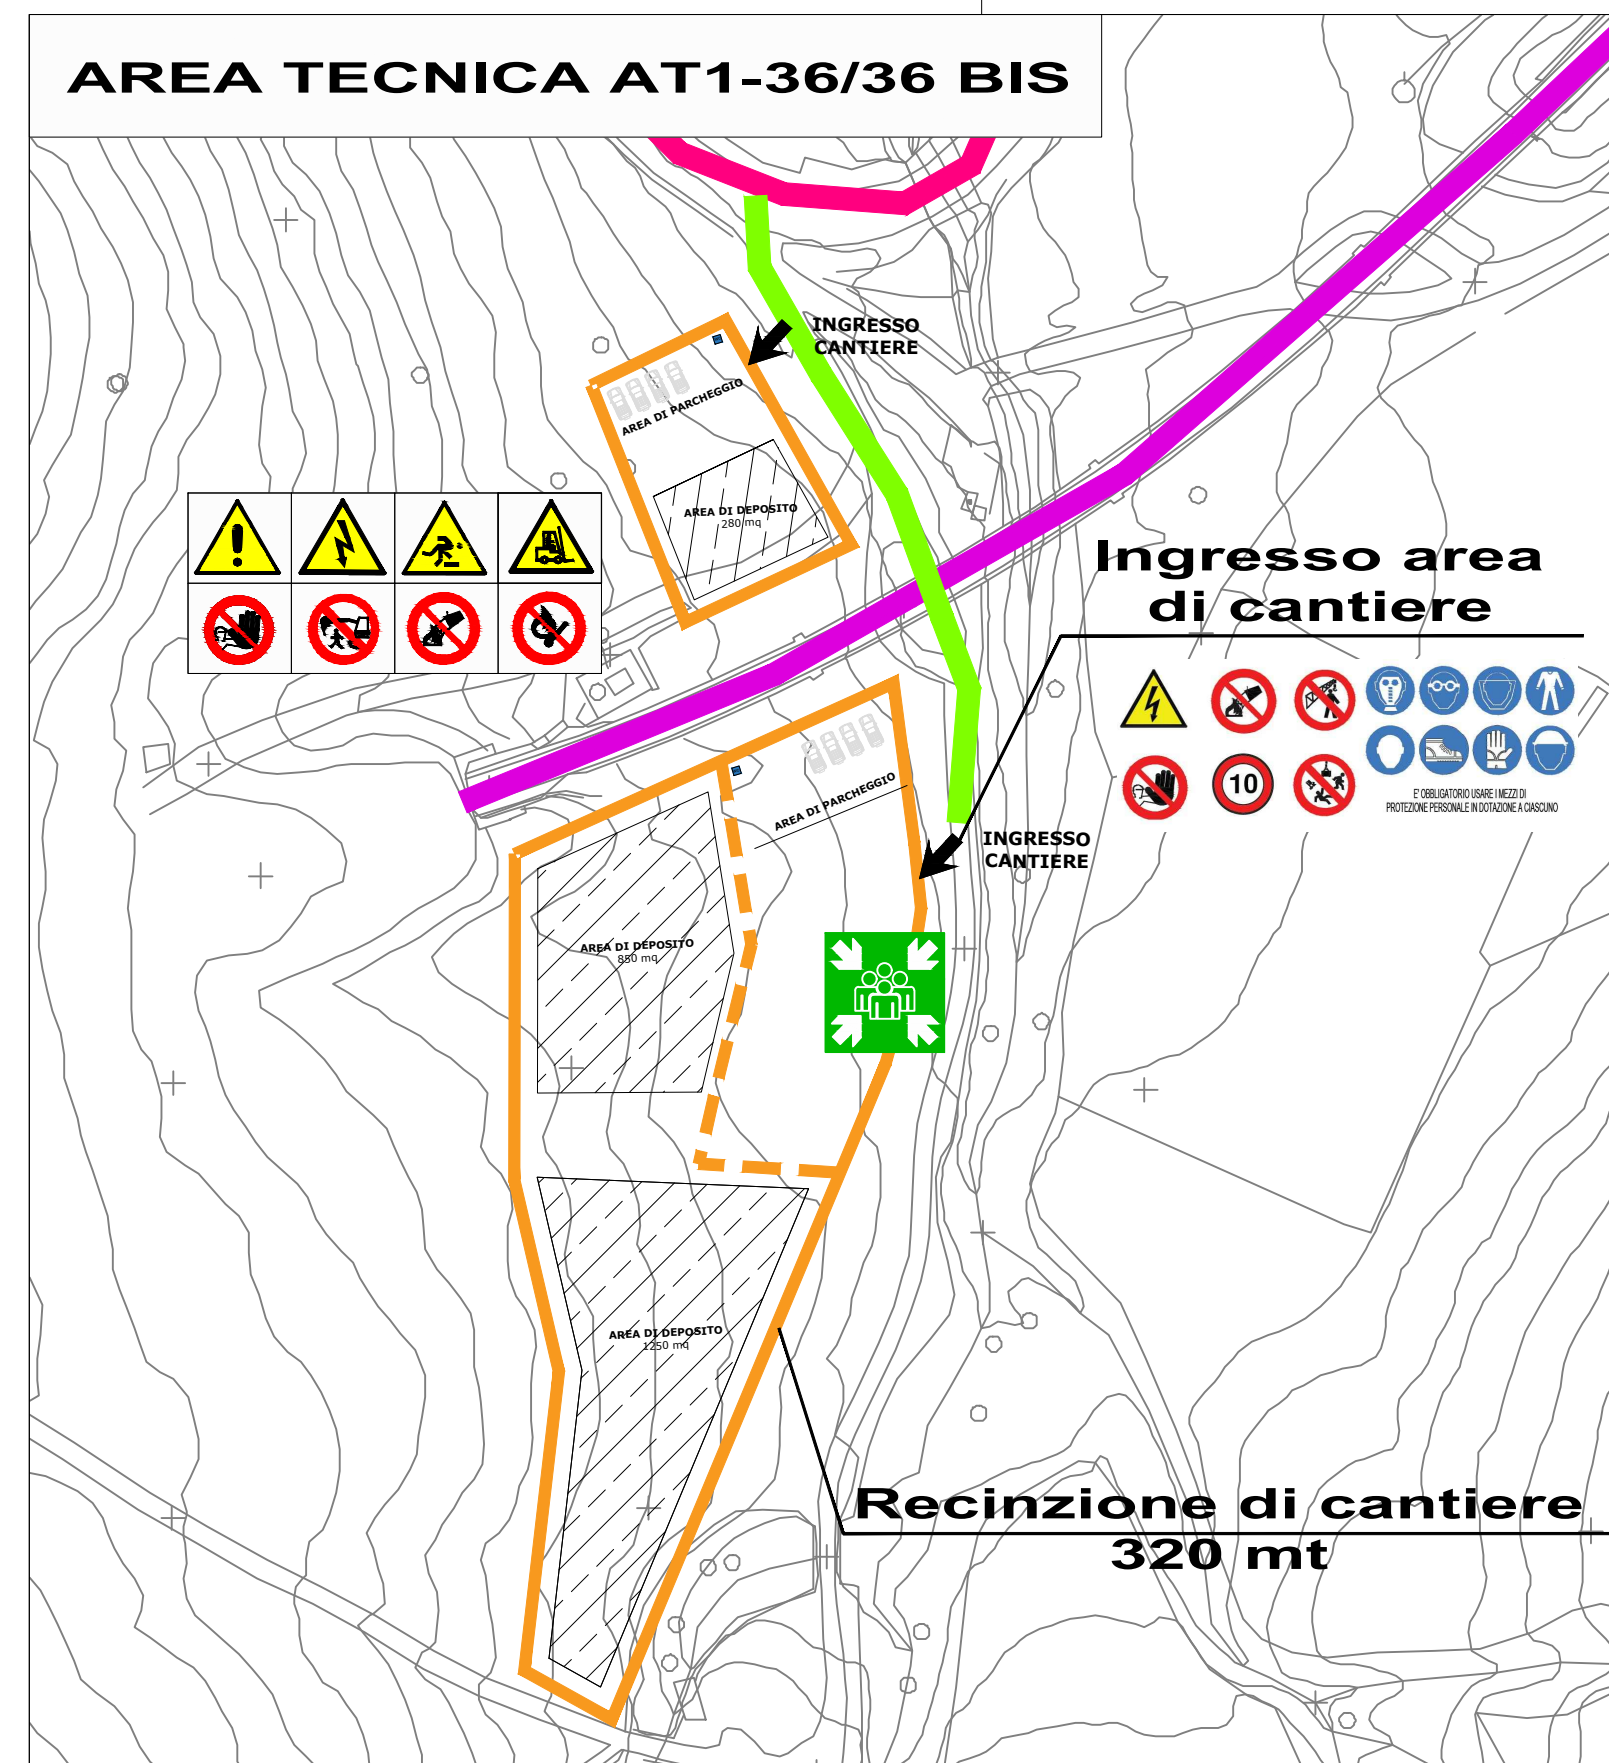 AREA TECNICA AT1-36/36 BIS
INGRESSO
CANTIERE
AREA DI PARCHEGGIO
AREA DI DEPOSITO
280 mq
Ingresso area
di cantiere
10
E' OBBLIGATORIO USARE I MEZZI DI
PROTEZIONE PERSONALE IN DOTAZIONE A CIASCUNO
AREA DI PARCHEGGIO
INGRESSO
CANTIERE
AREA DI DEPOSITO
850 mq
AREA DI DEPOSITO
1250 mq
Recinzione di cantiere
320 mt